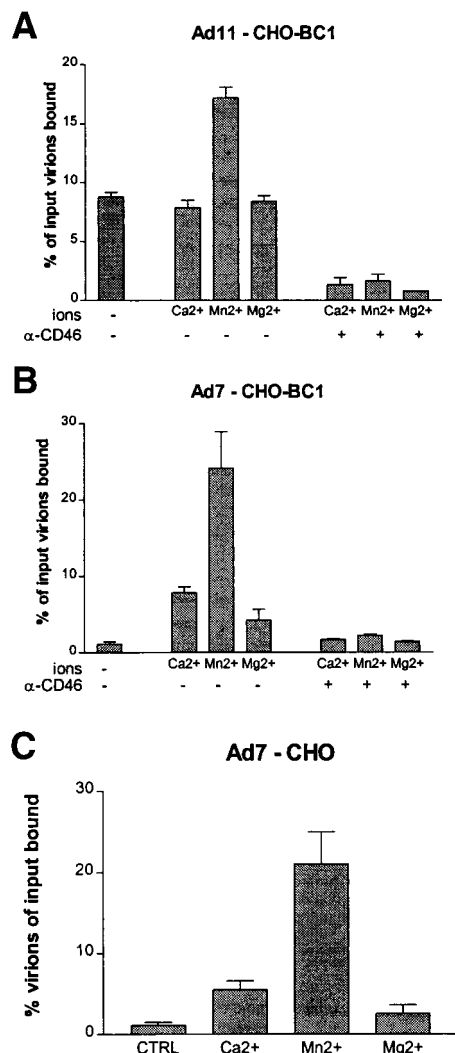 A
Ad11 - CHO-BC1
% of input virions bound
20
15
10
5
0
ions - Ca2+ Mn2+ Mg2+ Ca2+ Mn2+ Mg2+
α-CD46 - - - - + + +
B
Ad7 - CHO-BC1
% of input virions bound
30
20
10
0
ions - Ca2+ Mn2+ Mg2+ Ca2+ Mn2+ Mg2+
α-CD46 - - - - + + +
C
Ad7 - CHO
% virions of input bound
30
20
10
0
CTRL Ca2+ Mn2+ Mg2+